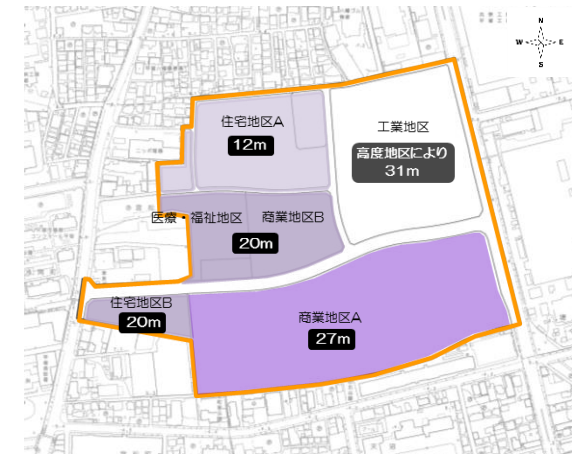 N
W
E
S
住宅地区A
12m
工業地区
高度地区により
31m
医療・福祉地区
商業地区B
20m
住宅地区B
20m
商業地区A
27m